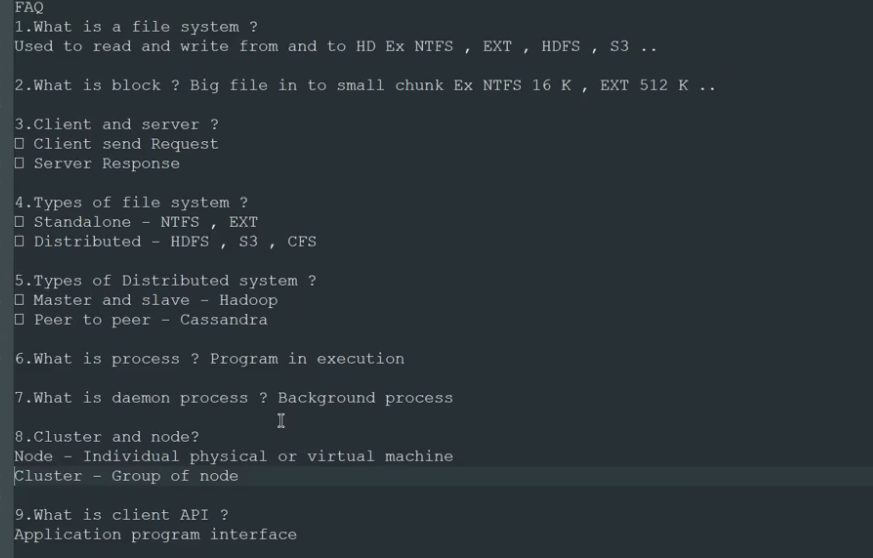 FAQ
1.What is a file system ?
Used to read and write from and to HD Ex NTFS , EXT , HDFS , S3 ..
2.What is block ? Big file in to small chunk Ex NTFS 16 K , EXT 512 K ..
3.Client and server ?
□ Client send Request
□ Server Response
4.Types of file system ?
□ Standalone – NTFS , EXT
□ Distributed – HDFS , S3 , CFS
5.Types of Distributed system ?
□ Master and slave – Hadoop
□ Peer to peer – Cassandra
6.What is process ? Program in execution
7.What is daemon process ? Background process
8.Cluster and node?
Node – Individual physical or virtual machine
Cluster – Group of node
9.What is client API ?
Application program interface